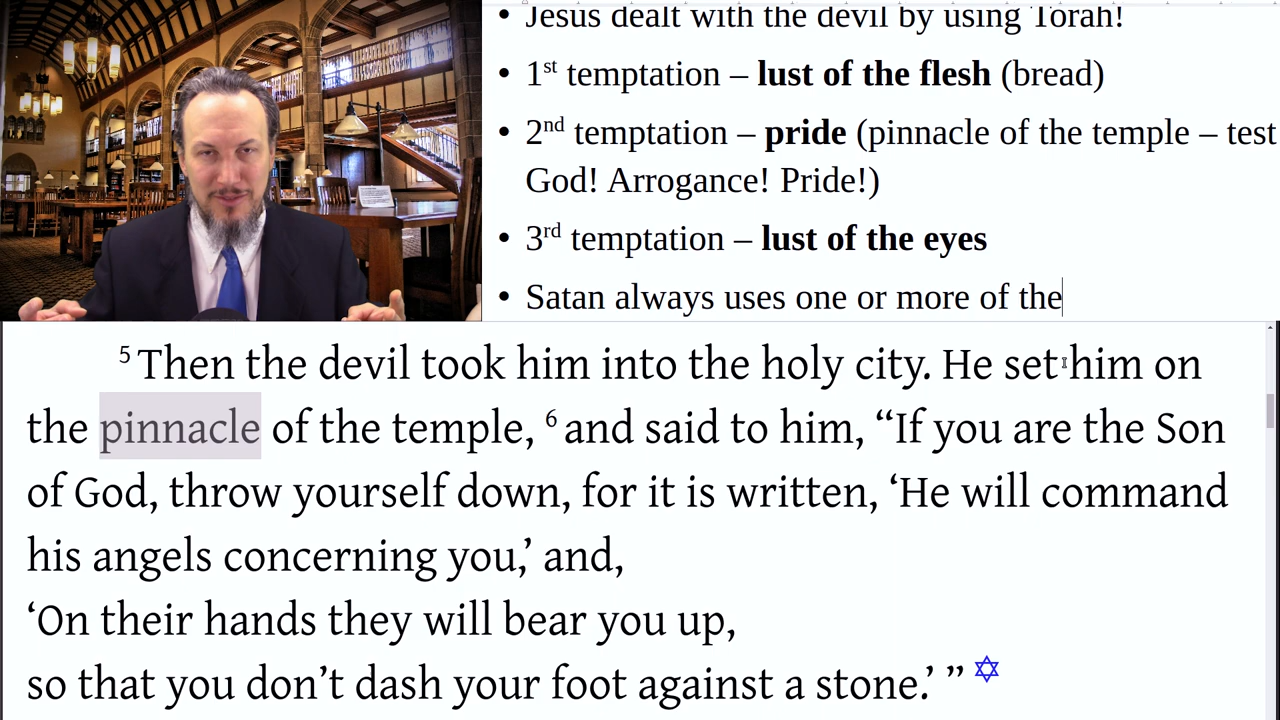 • Jesus dealt with the devil by using Torah!
• 1st temptation – lust of the flesh (bread)
• 2nd temptation – pride (pinnacle of the temple – test
God! Arrogance! Pride!)
• 3rd temptation – lust of the eyes
• Satan always uses one or more of the
5 Then the devil took him into the holy city. He set him on
the pinnacle of the temple, 6 and said to him, “If you are the Son
of God, throw yourself down, for it is written, ‘He will command
his angels concerning you,’ and,
‘On their hands they will bear you up,
so that you don’t dash your foot against a stone.’ ” ✡